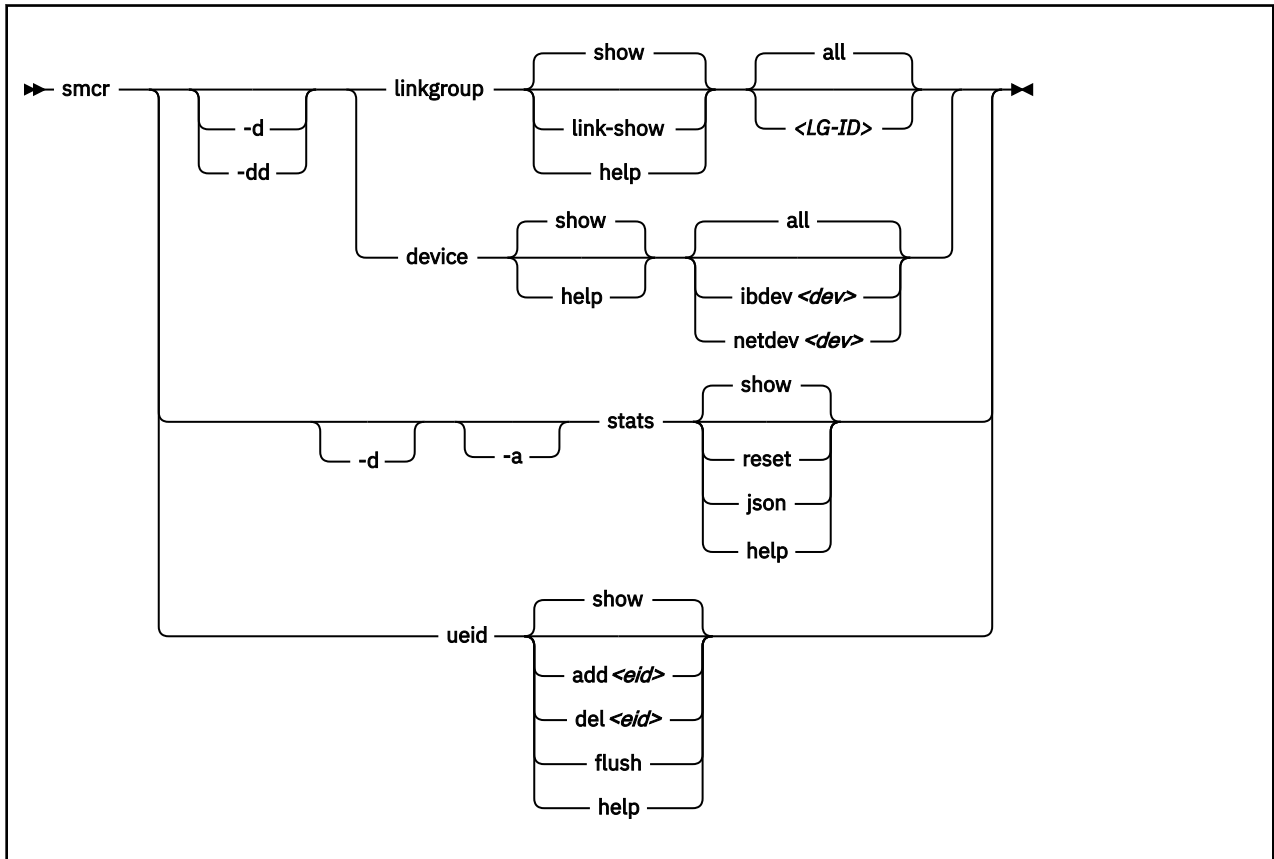 show all
smcr linkgroup
-d link-show <LG-ID>
-dd help
show all
device
help ibdev <dev>
netdev <dev>
show
stats
-d -a reset
json
help
show
ueid
add <eid>
del <eid>
flush
help